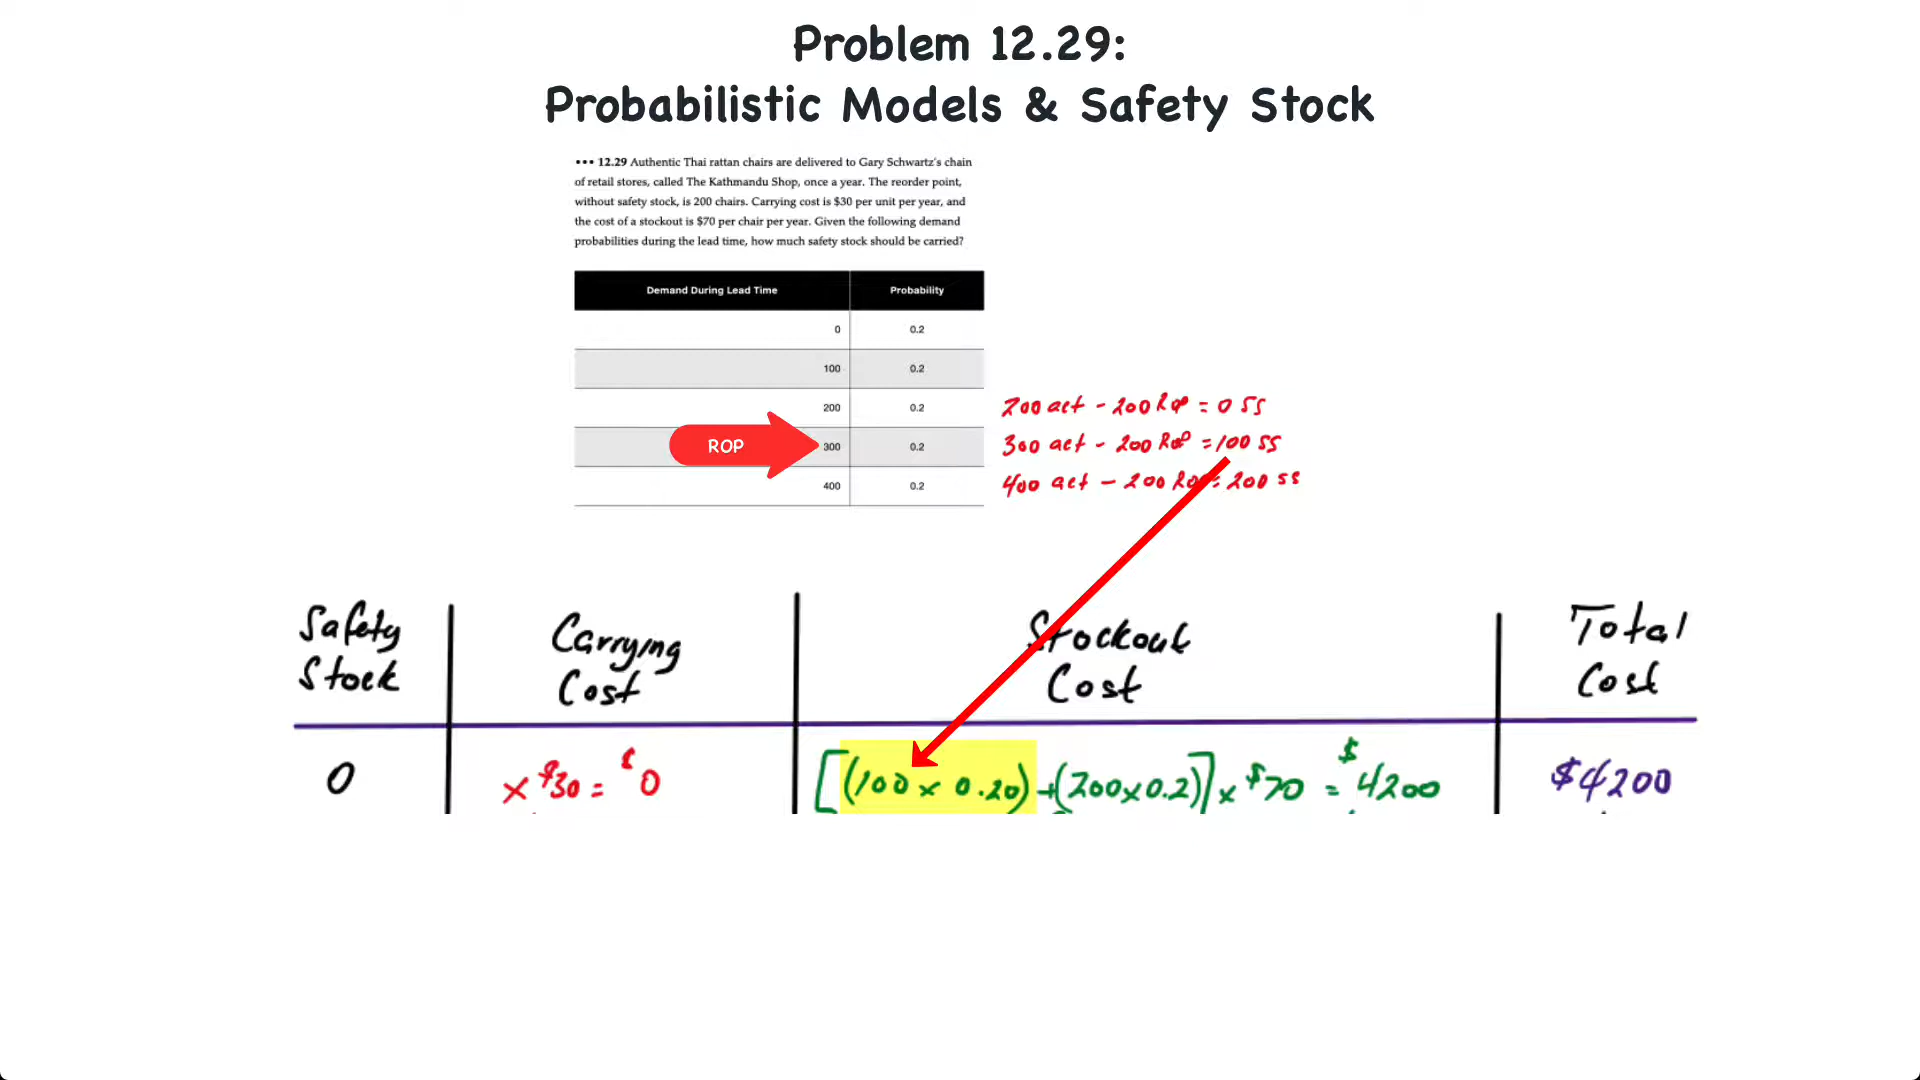 Problem 12.29:
Probabilistic Models & Safety Stock
••• 12.29 Authentic Thai rattan chairs are delivered to Gary Schwartz's chain
of retail stores, called The Kathmandu Shop, once a year. The reorder point,
without safety stock, is 200 chairs. Carrying cost is $30 per unit per year, and
the cost of a stockout is $70 per chair per year. Given the following demand
probabilities during the lead time, how much safety stock should be carried?
Demand During Lead Time Probability
0 0.2
100 0.2
200 0.2
ROP 300 0.2
400 0.2
200 act - 200 ROP = 0 SS
300 act - 200 ROP = 100 SS
400 act - 200 ROP = 200 SS
Safety Stock
Carrying Cost
Stockout Cost
Total Cost
0 x $30 = $0 [(100 x 0.20) + (200 x 0.2)] x $70 = $4200 $4200